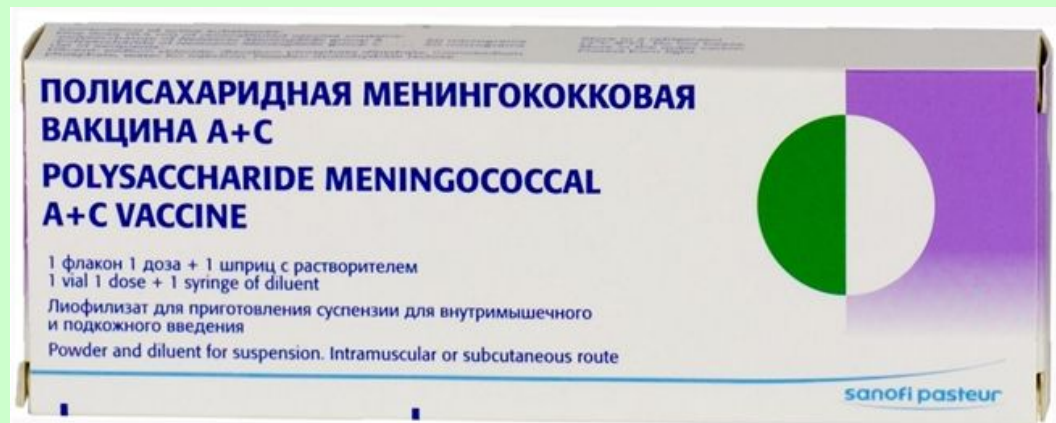 ПОЛИСАХАРИДНАЯ МЕНИНГОКОККОВАЯ
ВАКЦИНА А+С
POLYSACCHARIDE MENINGOCOCCAL
A+C VACCINE
1 флакон 1 доза + 1 шприц с растворителем
1 vial 1 dose + 1 syringe of diluent
Лиофилизат для приготовления суспензии для внутримышечного
и подкожного введения
Powder and diluent for suspension. Intramuscular or subcutaneous route
sanofi pasteur